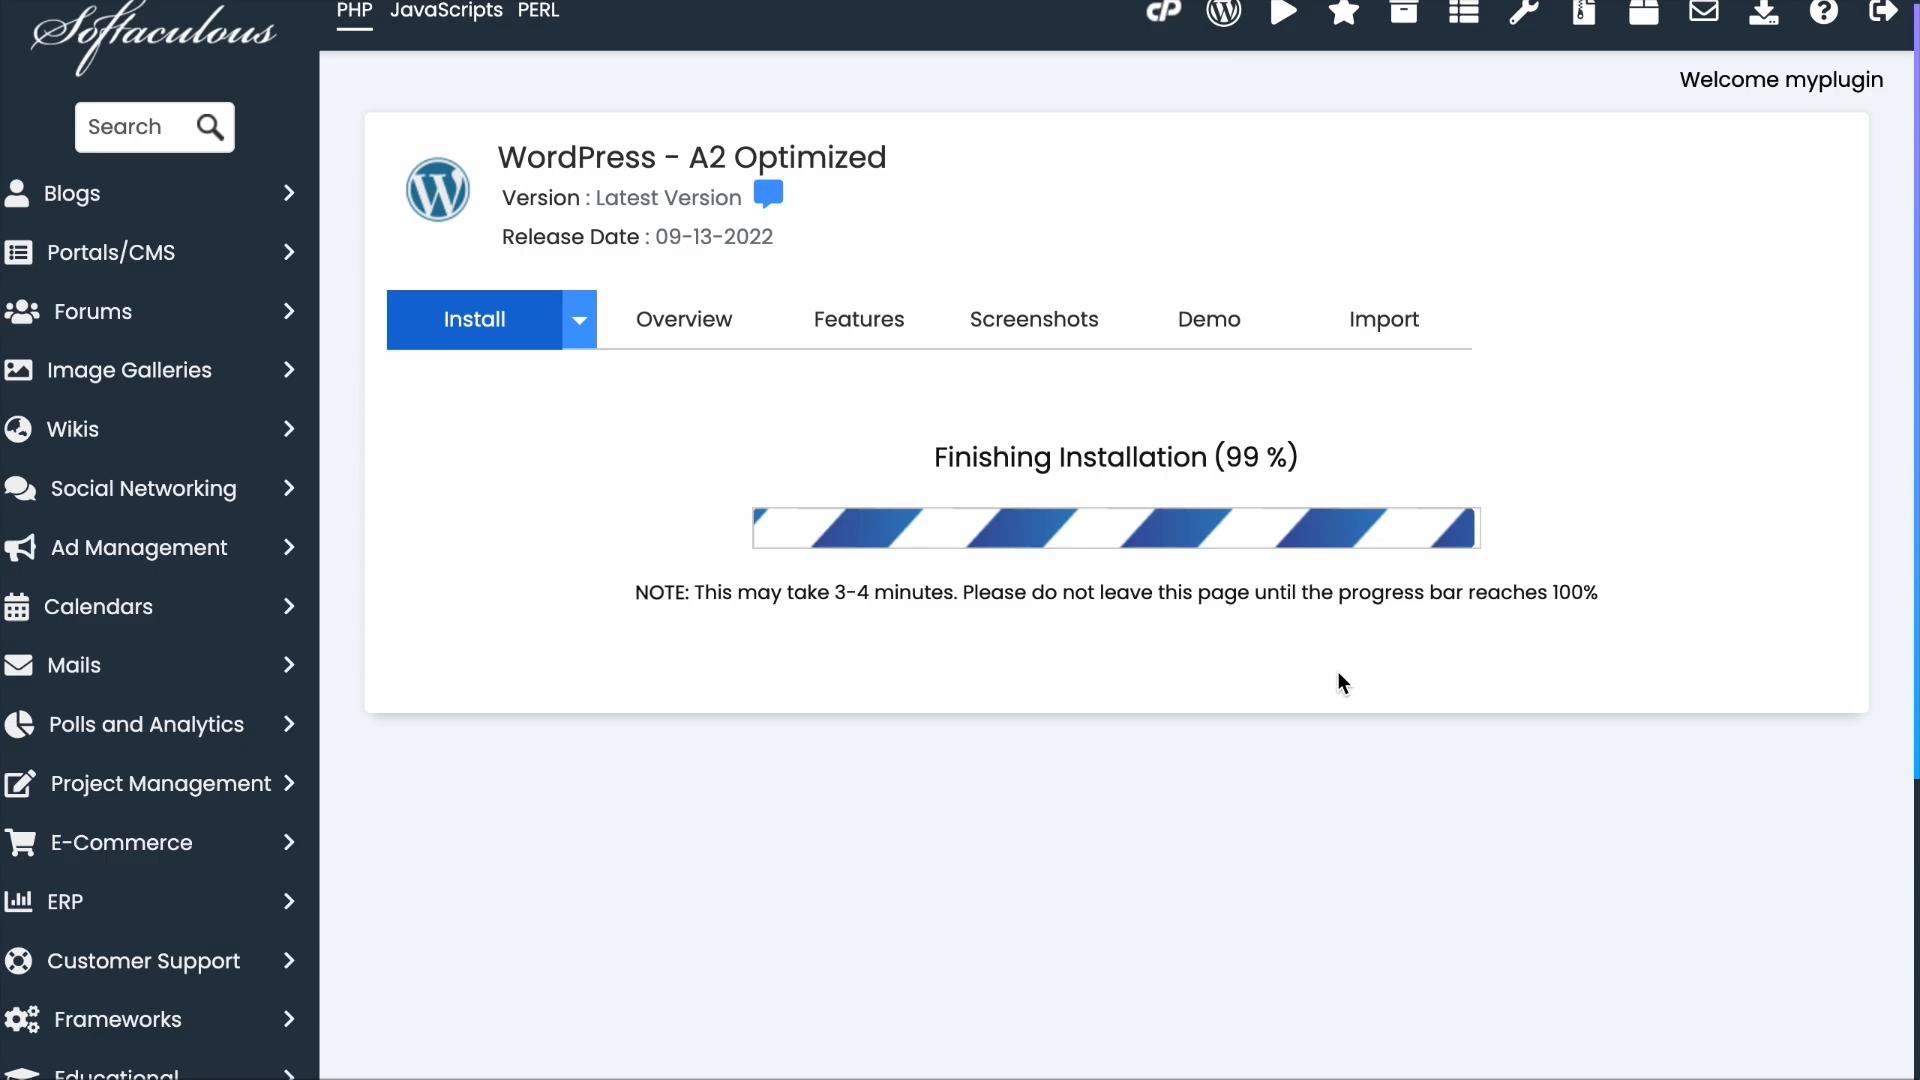 Softaculous
PHP JavaScripts PERL
Welcome myplugin
Search
Blogs
Portals/CMS
Forums
Image Galleries
Wikis
Social Networking
Ad Management
Calendars
Mails
Polls and Analytics
Project Management
E-Commerce
ERP
Customer Support
Frameworks
Educational
WordPress - A2 Optimized
Version : Latest Version
Release Date : 09-13-2022
Install Overview Features Screenshots Demo Import
Finishing Installation (99 %)
NOTE: This may take 3-4 minutes. Please do not leave this page until the progress bar reaches 100%